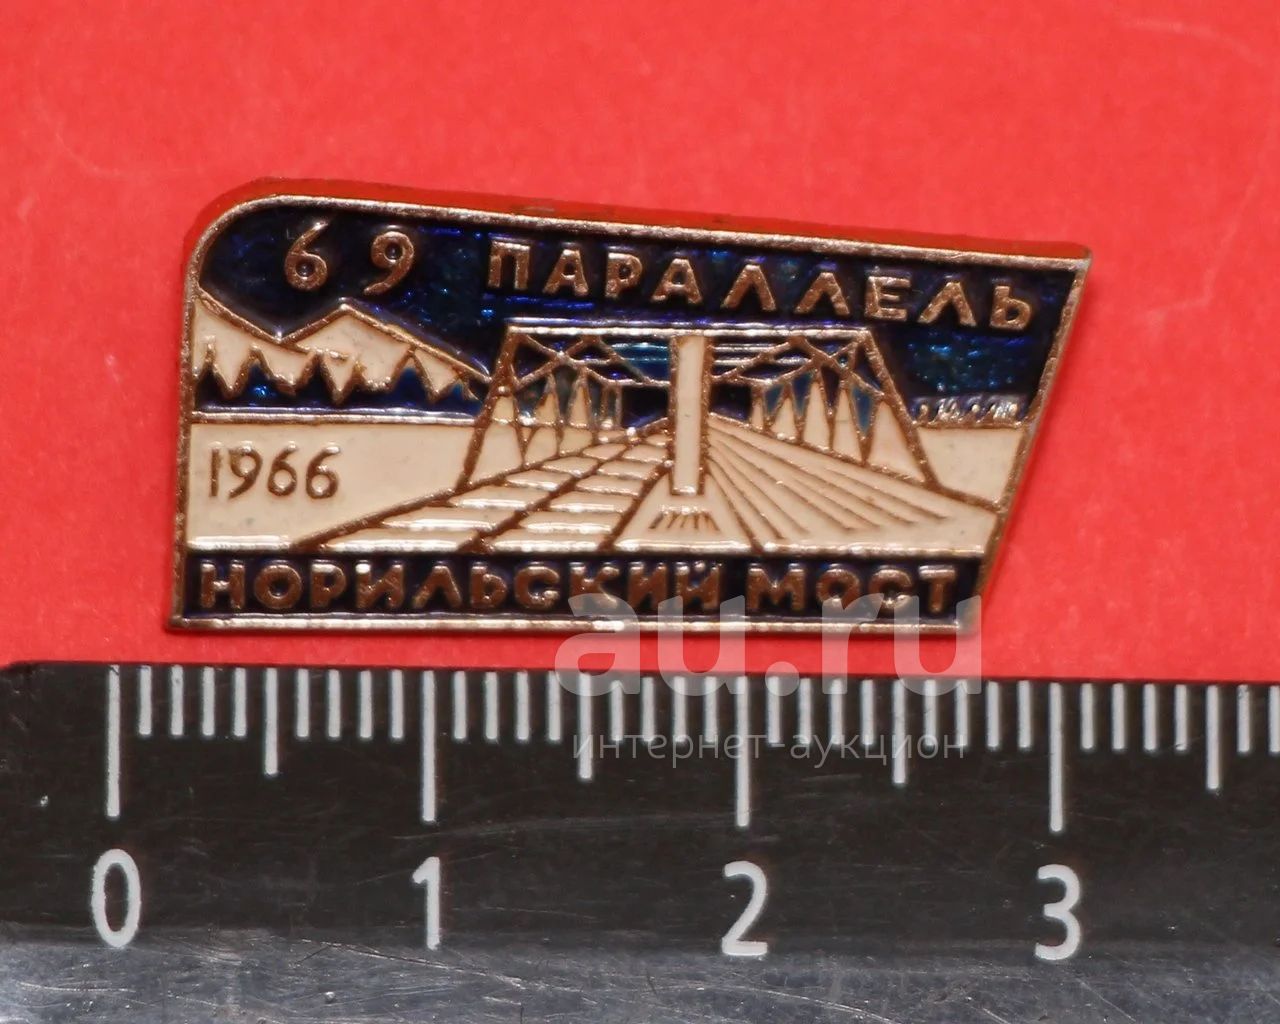 69 ПАРАЛЛЕЛЬ
1966
НОРИЛЬСКИЙ МОСТ
au.ru
интернет-аукцион
0 1 2 3